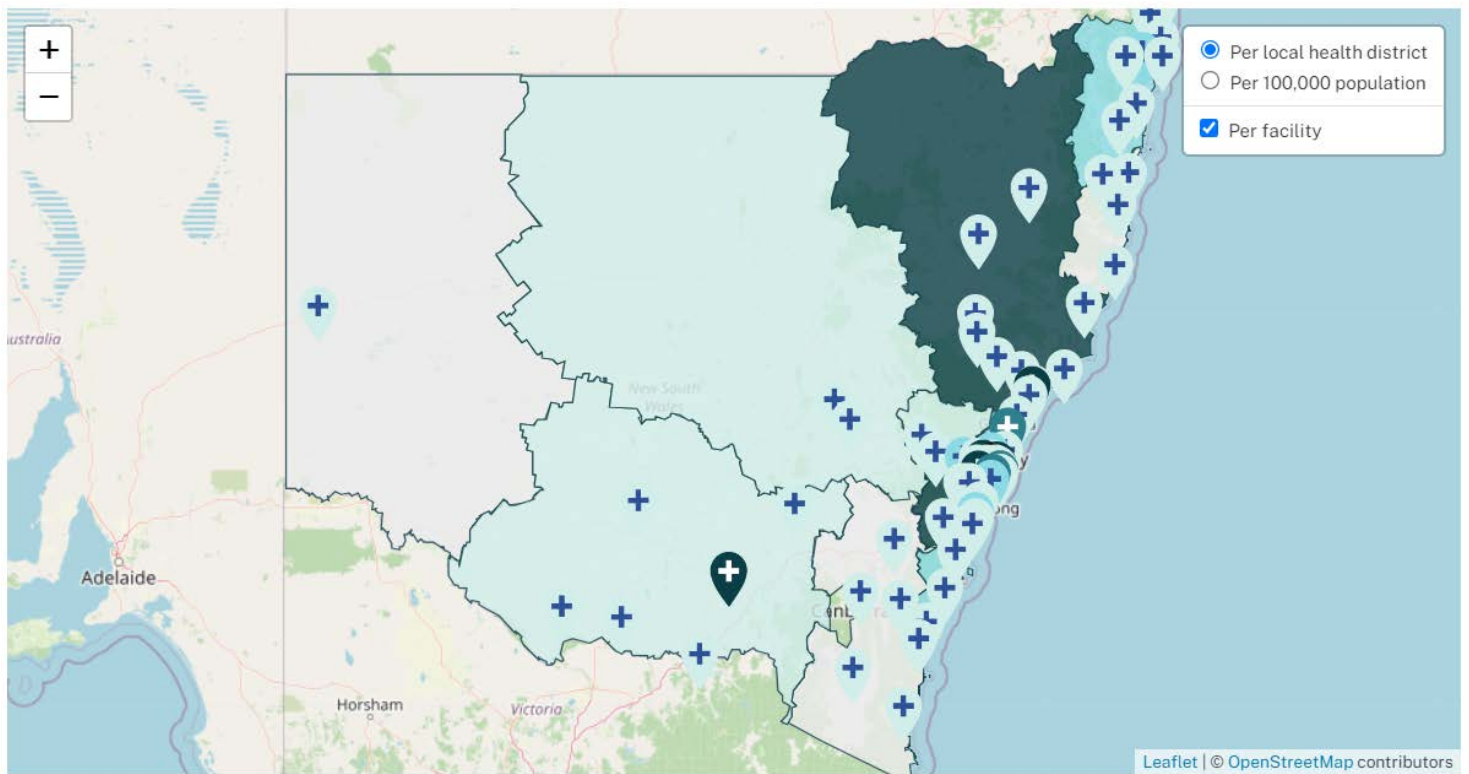 +
−
Per local health district
Per 100,000 population
Per facility
ustralia
New South
Wales
ong
Adelaide
Horsham
Victoria
Leaflet | © OpenStreetMap contributors